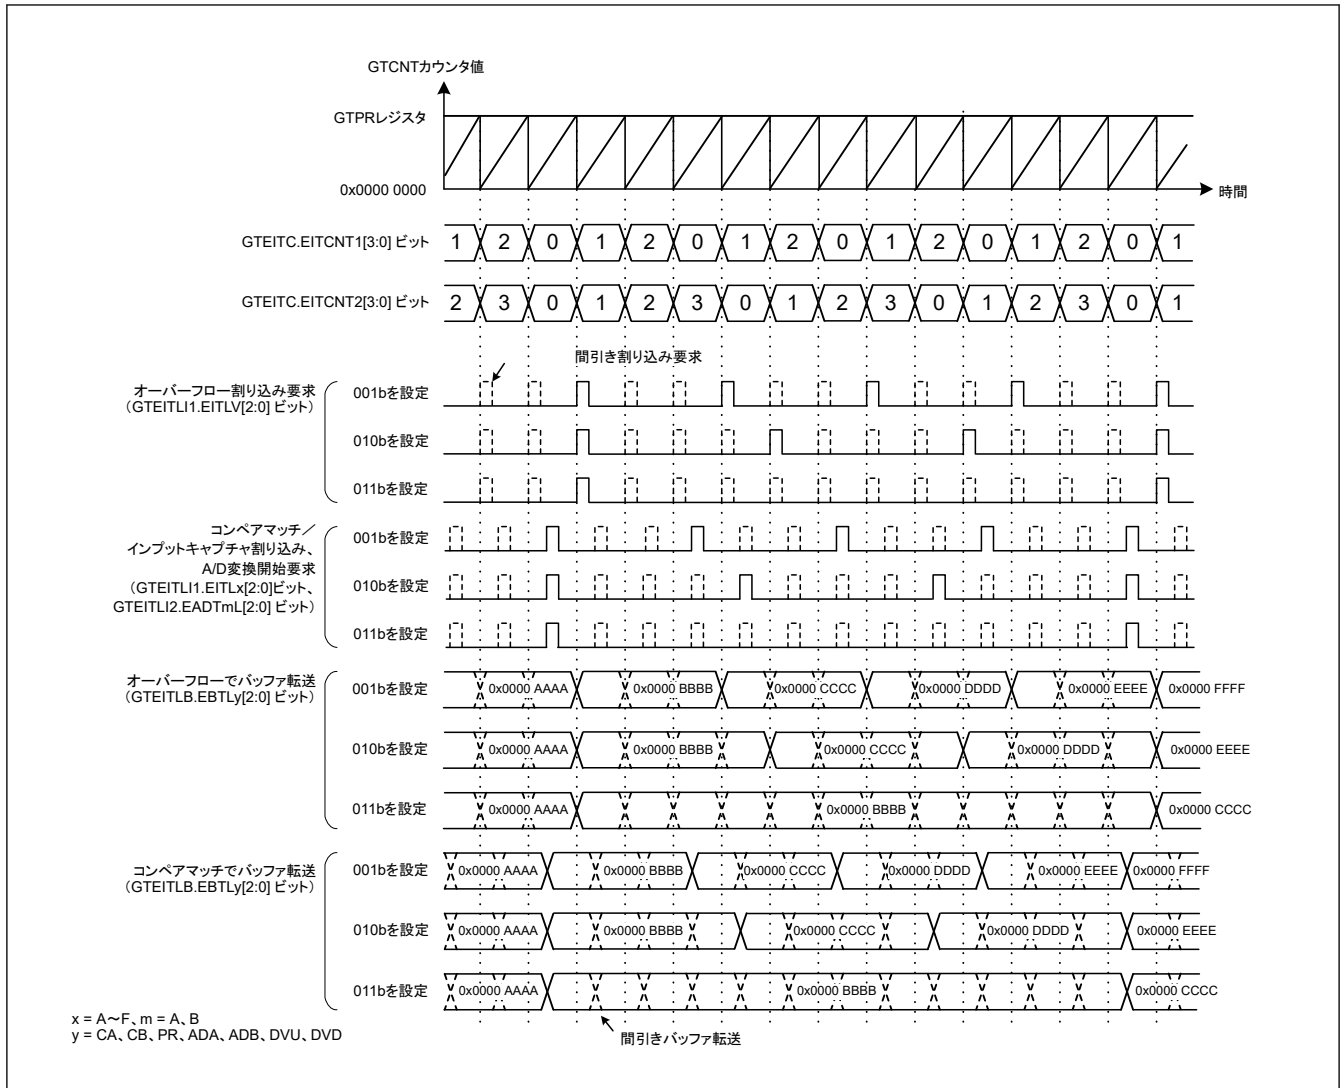 GTCNTカウンタ値
GTPRレジスタ
0x0000 0000
時間
GTEITC.EITCNT1[3:0] ビット 1 2 0 1 2 0 1 2 0 1 2 0 1 2 0 1
GTEITC.EITCNT2[3:0] ビット 2 3 0 1 2 3 0 1 2 3 0 1 2 3 0 1
間引き割り込み要求
オーバーフロー割り込み要求
(GTEITLI1.EITLV[2:0] ビット)
001bを設定
010bを設定
011bを設定
コンペアマッチ/
インプットキャプチャ割り込み、
A/D変換開始要求
(GTEITLI1.EITLx[2:0]ビット、
GTEITLI2.EADTmL[2:0] ビット)
001bを設定
010bを設定
011bを設定
オーバーフローでバッファ転送
(GTEITLB.EBTLy[2:0] ビット)
001bを設定 0x0000 AAAA 0x0000 BBBB 0x0000 CCCC 0x0000 DDDD 0x0000 EEEE 0x0000 FFFF
010bを設定 0x0000 AAAA 0x0000 BBBB 0x0000 CCCC 0x0000 DDDD 0x0000 EEEE
011bを設定 0x0000 AAAA 0x0000 BBBB 0x0000 CCCC
コンペアマッチでバッファ転送
(GTEITLB.EBTLy[2:0] ビット)
001bを設定 0x0000 AAAA 0x0000 BBBB 0x0000 CCCC 0x0000 DDDD 0x0000 EEEE 0x0000 FFFF
010bを設定 0x0000 AAAA 0x0000 BBBB 0x0000 CCCC 0x0000 DDDD 0x0000 EEEE
011bを設定 0x0000 AAAA 0x0000 BBBB 0x0000 CCCC
x = A~F、m = A、B
y = CA、CB、PR、ADA、ADB、DVU、DVD
間引きバッファ転送